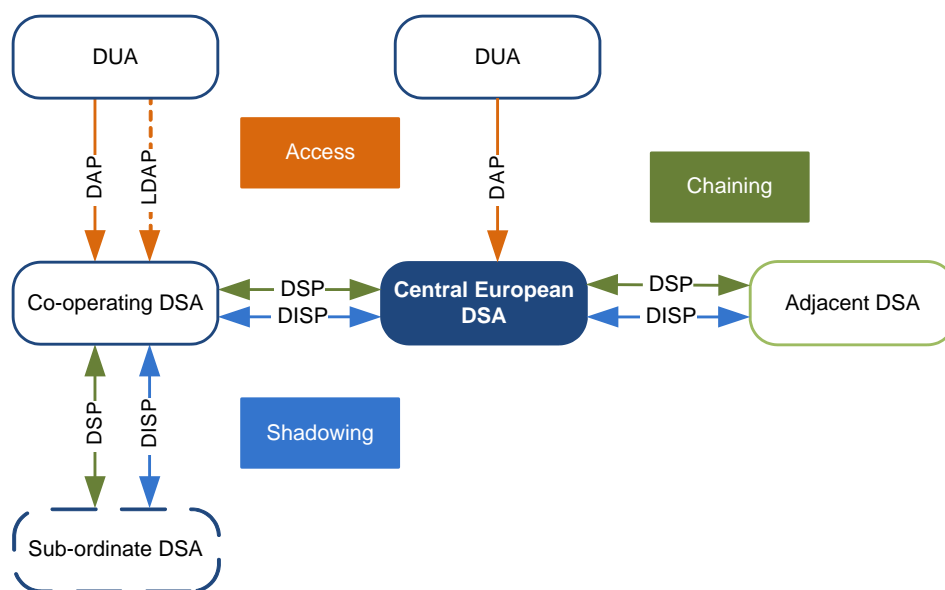 DUA
DUA
Access
DAP
LDAP
DAP
Chaining
Co-operating DSA
DSP
DISP
Central European
DSA
DSP
DISP
Adjacent DSA
DSP
DISP
Shadowing
Sub-ordinate DSA